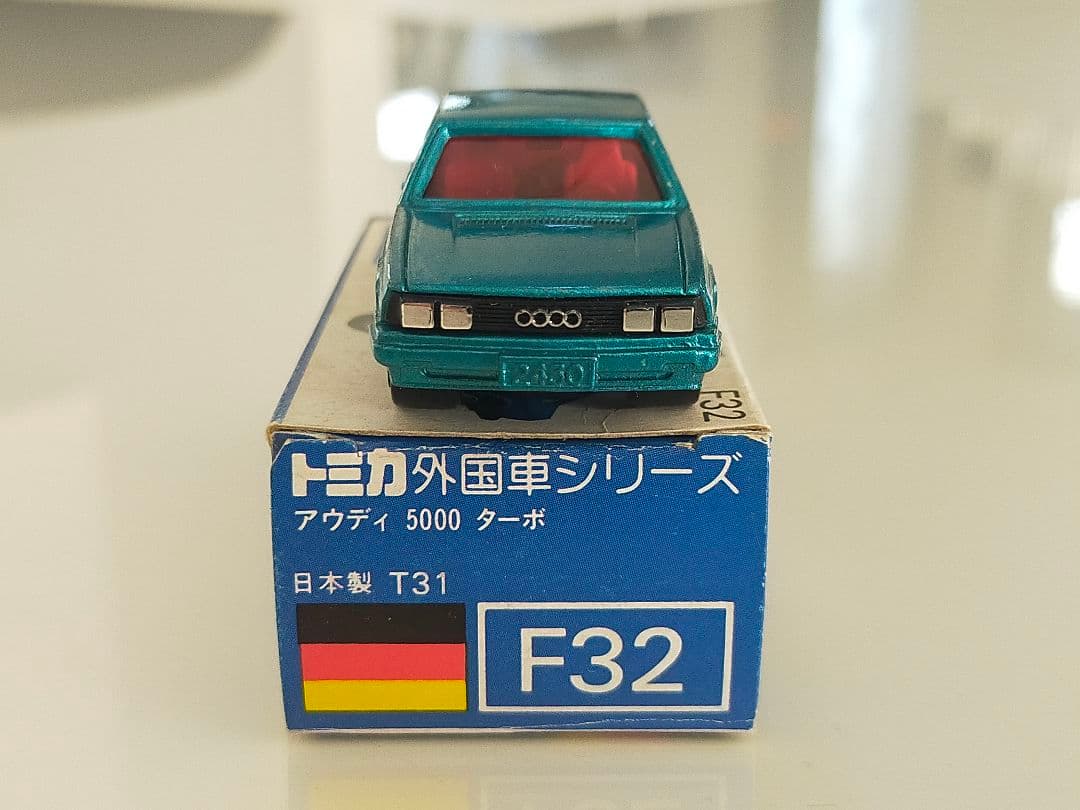 F32
トミカ外国車シリーズ
アウディ 5000 ターボ
日本製 T31
F32